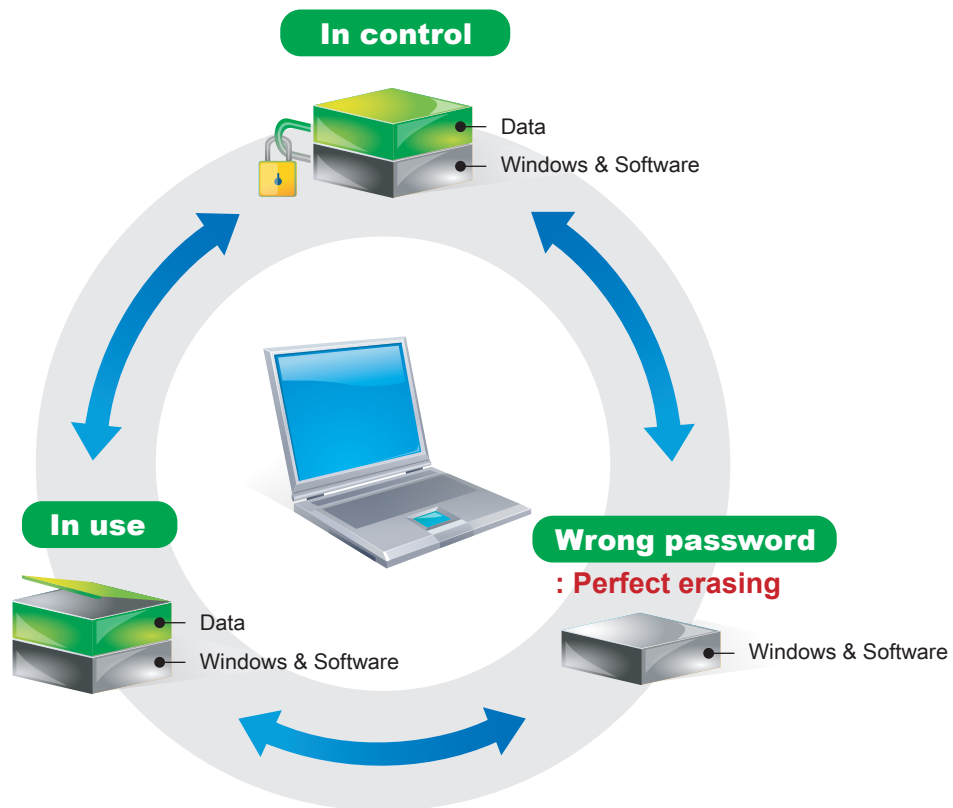 In control
Data
Windows & Software
In use
Data
Windows & Software
Wrong password
: Perfect erasing
Windows & Software